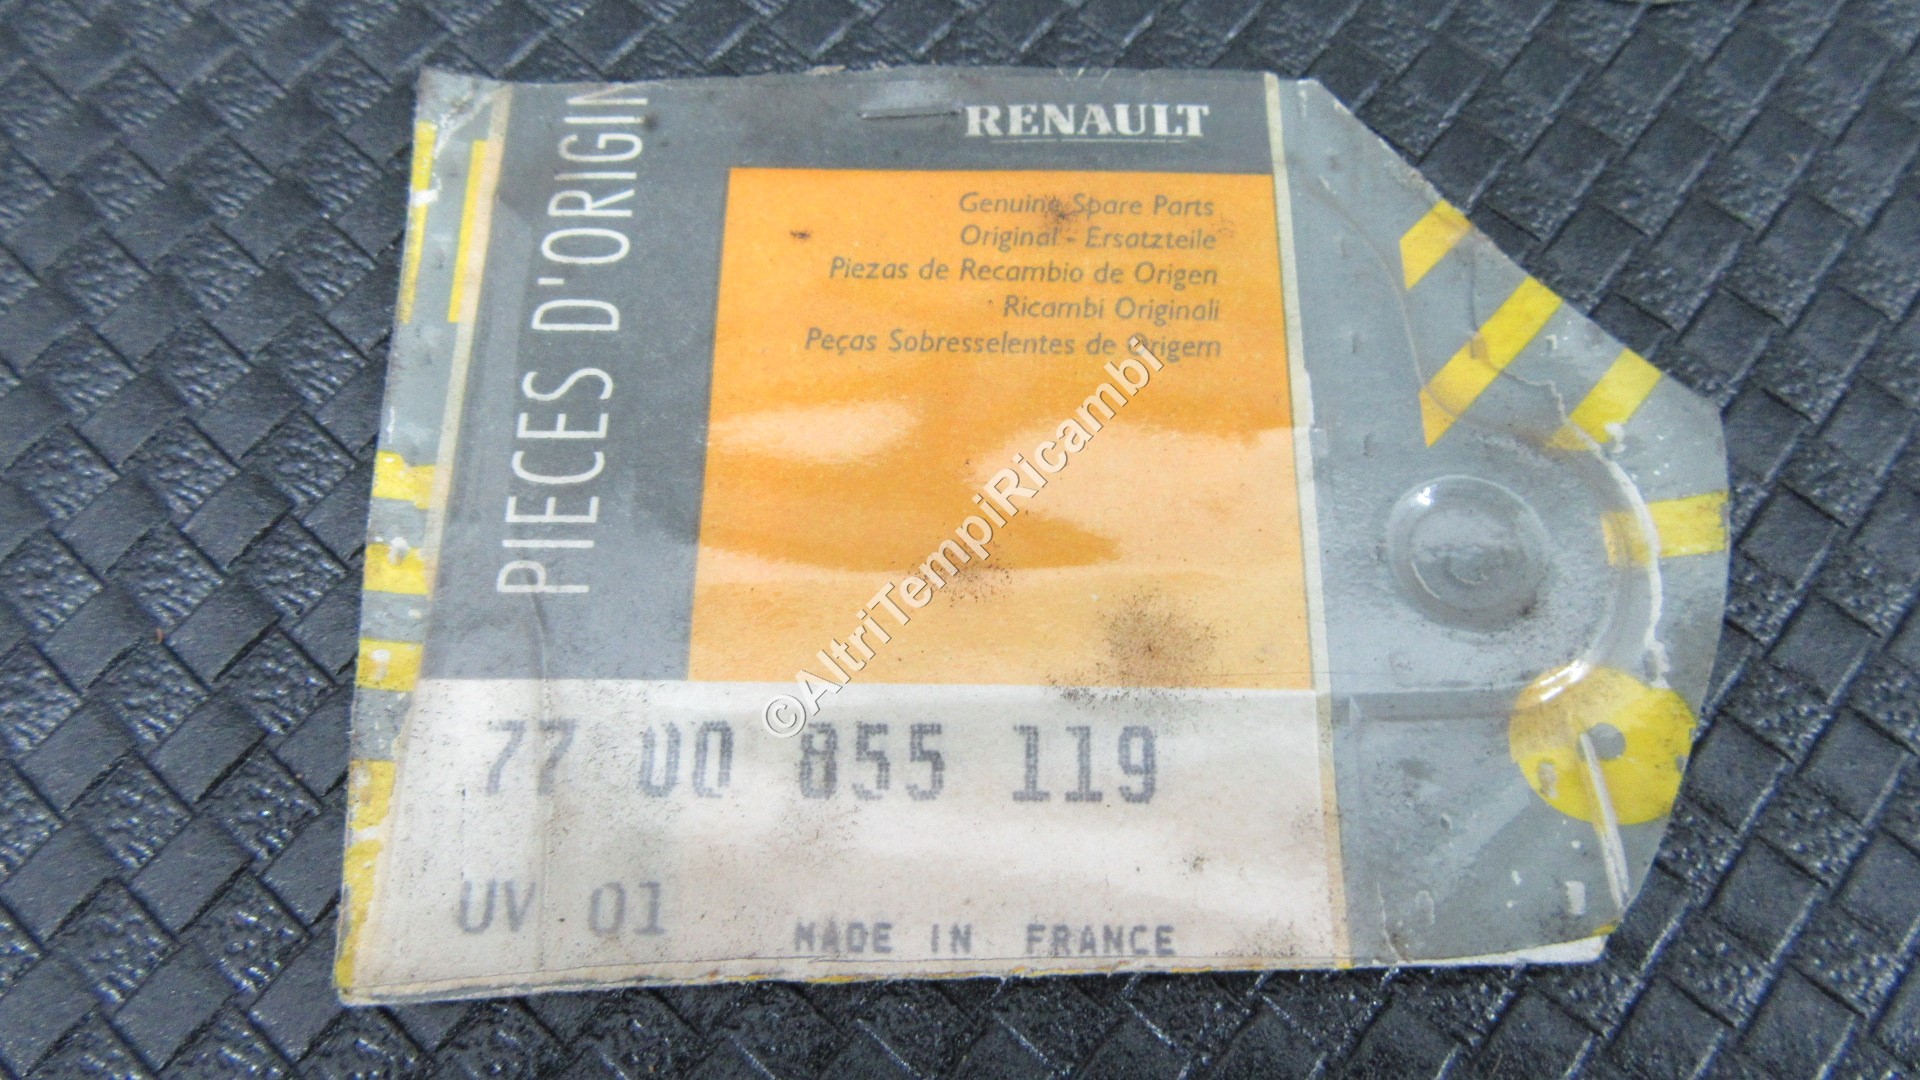 RENAULT
PIECES D'ORIGIN
Genuine Spare Parts
Original - Ersatzteile
Piezas de Recambio de Origen
Ricambi Originali
Peças Sobresselentes de Origem
©AltriTempiRicambi
77 00 855 119
UV 01
MADE IN FRANCE